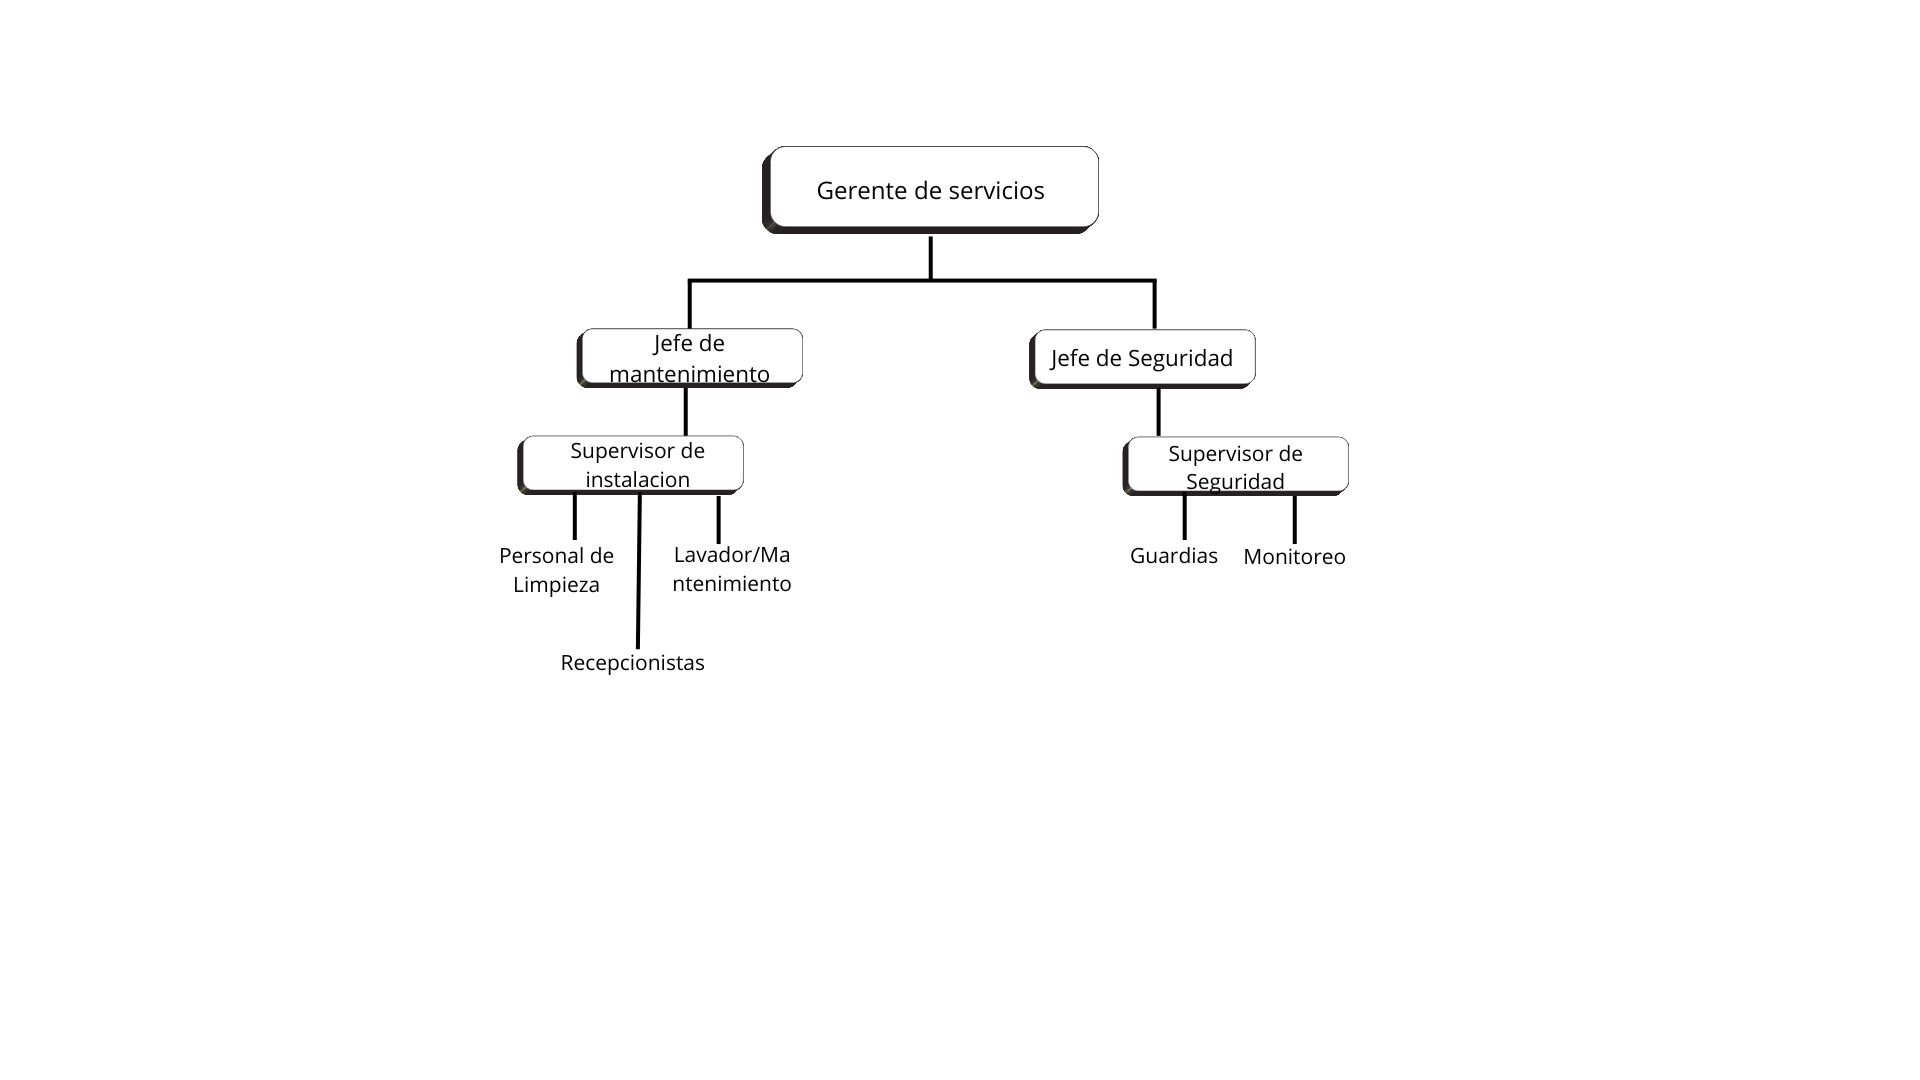 Gerente de servicios
Jefe de
mantenimiento
Jefe de Seguridad
Supervisor de
instalacion
Supervisor de
Seguridad
Personal de
Limpieza
Lavador/Ma
ntenimiento
Guardias
Monitoreo
Recepcionistas